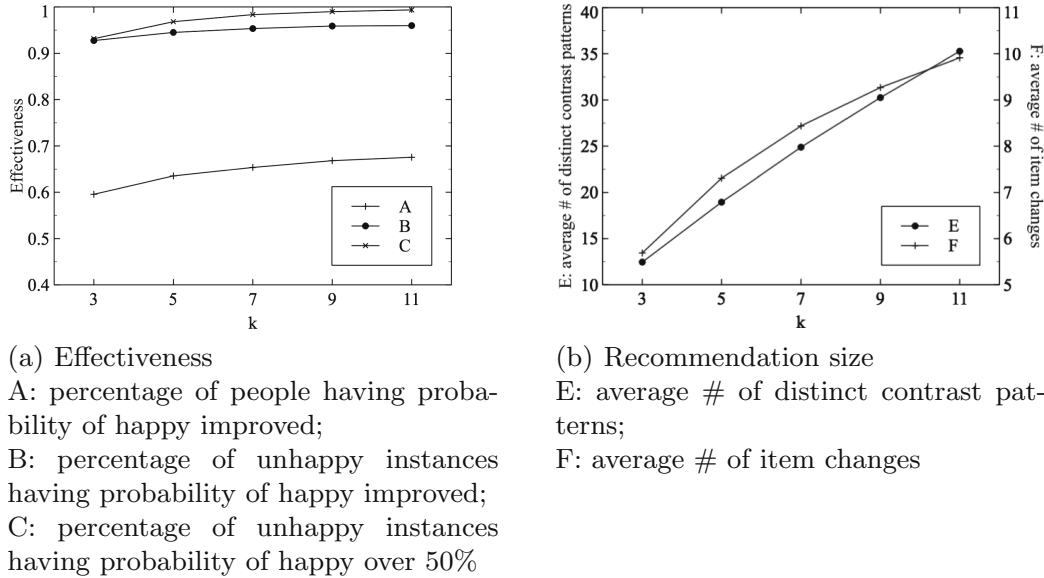 1
0.9
0.8
0.7
0.6
0.5
0.4
Effectiveness
3 5 7 9 11
k
A
B
C
40
35
30
25
20
15
10
E: average # of distinct contrast patterns
11
10
9
8
7
6
5
F: average # of item changes
3 5 7 9 11
k
E
F
(a) Effectiveness
A: percentage of people having proba-
bility of happy improved;
B: percentage of unhappy instances
having probability of happy improved;
C: percentage of unhappy instances
having probability of happy over 50%
(b) Recommendation size
E: average # of distinct contrast pat-
terns;
F: average # of item changes